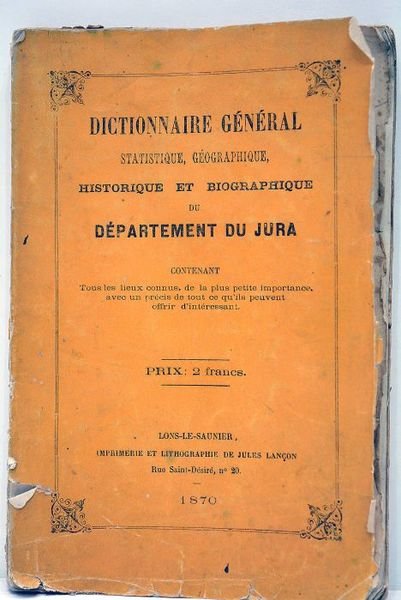 DICTIONNAIRE GÉNÉRAL
STATISTIQUE, GÉOGRAPHIQUE,
HISTORIQUE ET BIOGRAPHIQUE
DU
DÉPARTEMENT DU JURA
CONTENANT
Tous les lieux connus, de la plus petite importance,
avec un précis de tout ce qu'ils peuvent
offrir d'intéressant.
PRIX: 2 francs.
LONS-LE-SAUNIER,
IMPRIMERIE ET LITHOGRAPHIE DE JULES LANÇON
Rue Saint-Désiré, nº 20.
1870